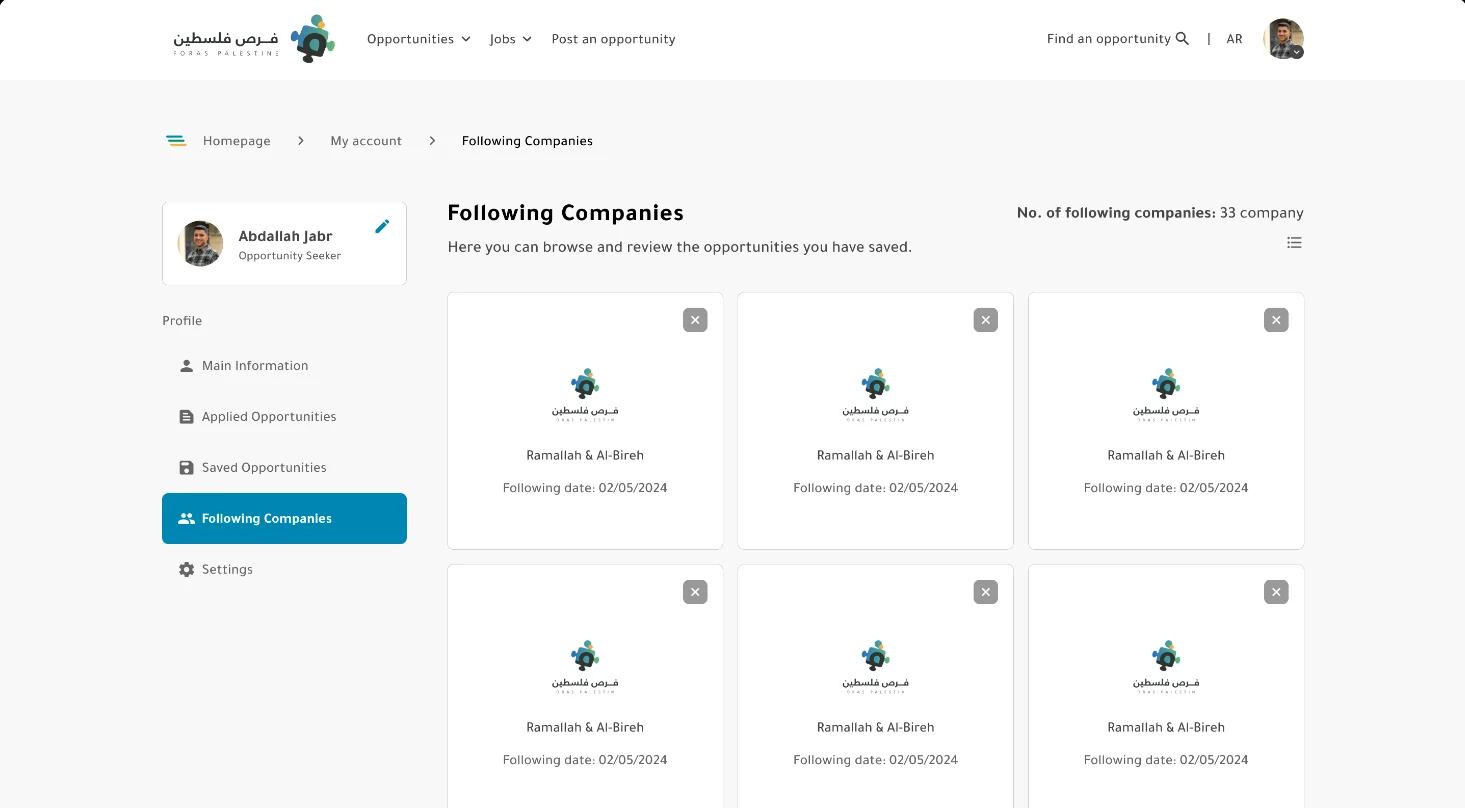 فـرص فلسطين
FORAS PALESTINE
Opportunities
Jobs
Post an opportunity
Find an opportunity
|
AR
Homepage
My account
Following Companies
Abdallah Jabr
Opportunity Seeker
Profile
Main Information
Applied Opportunities
Saved Opportunities
Following Companies
Settings
Following Companies
No. of following companies: 33 company
Here you can browse and review the opportunities you have saved.
فـرص فلسطين
Ramallah & Al-Bireh
Following date: 02/05/2024
فـرص فلسطين
Ramallah & Al-Bireh
Following date: 02/05/2024
فـرص فلسطين
Ramallah & Al-Bireh
Following date: 02/05/2024
فـرص فلسطين
Ramallah & Al-Bireh
Following date: 02/05/2024
فـرص فلسطين
Ramallah & Al-Bireh
Following date: 02/05/2024
فـرص فلسطين
Ramallah & Al-Bireh
Following date: 02/05/2024